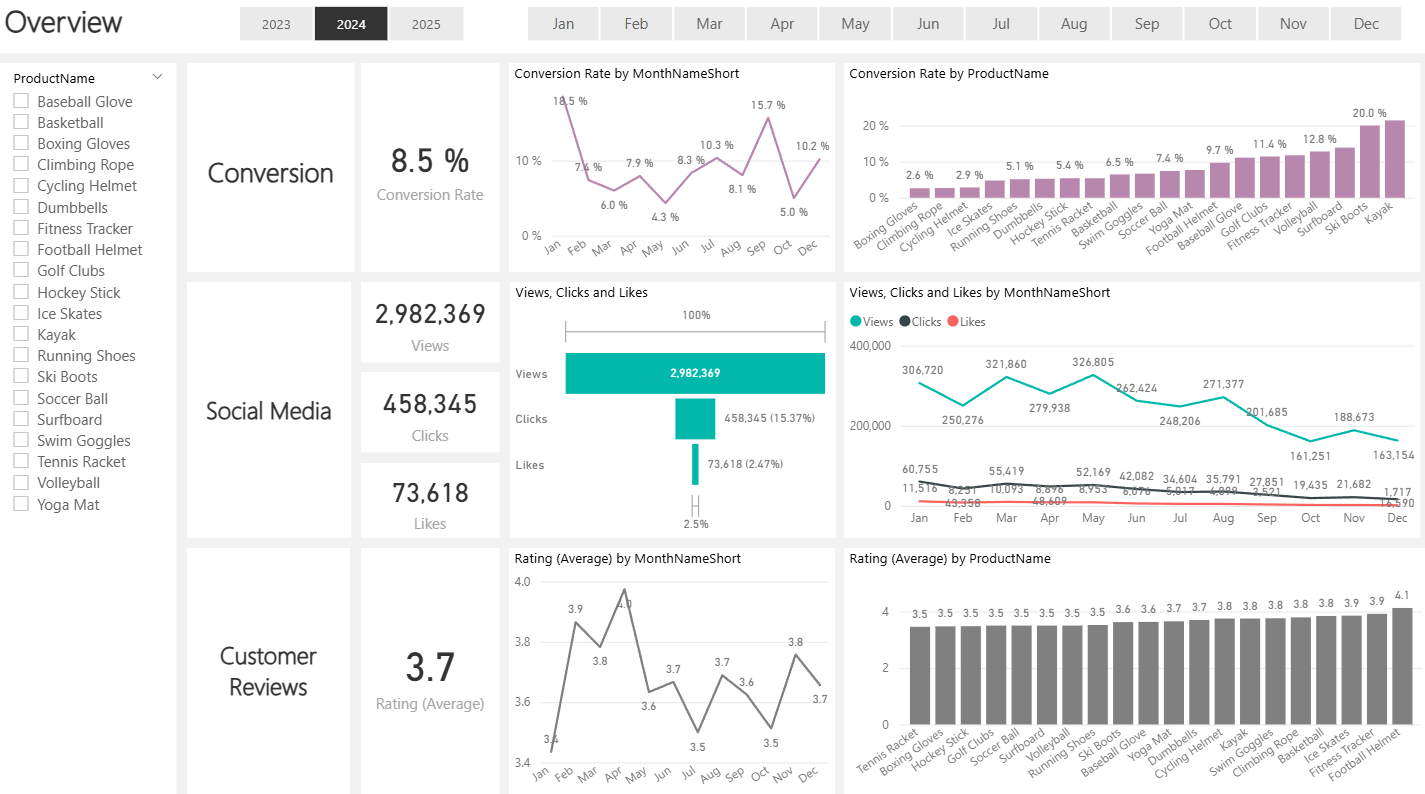 Overview
2023 2024 2025
Jan Feb Mar Apr May Jun Jul Aug Sep Oct Nov Dec
ProductName
Baseball Glove
Basketball
Boxing Gloves
Climbing Rope
Cycling Helmet
Dumbbells
Fitness Tracker
Football Helmet
Golf Clubs
Hockey Stick
Ice Skates
Kayak
Running Shoes
Ski Boots
Soccer Ball
Surfboard
Swim Goggles
Tennis Racket
Volleyball
Yoga Mat
Conversion
8.5 %
Conversion Rate
Conversion Rate by MonthNameShort
10 %
0 %
18.5 % 7.4 % 6.0 % 7.9 % 4.3 % 8.3 % 10.3 % 8.1 % 15.7 % 5.0 % 10.2 %
Jan Feb Mar Apr May Jun Jul Aug Sep Oct Dec
Conversion Rate by ProductName
20 %
10 %
0 %
2.6 % 2.9 % 5.1 % 5.4 % 6.5 % 7.4 % 9.7 % 11.4 % 12.8 % 20.0 %
Boxing Gloves Climbing Rope Cycling Helmet Ice Skates Running Shoes Dumbbells Hockey Stick Tennis Racket Basketball Swim Goggles Soccer Ball Yoga Mat Football Helmet Baseball Glove Golf Clubs Fitness Tracker Volleyball Surfboard Ski Boots Kayak
Social Media
2,982,369
Views
458,345
Clicks
73,618
Likes
Views, Clicks and Likes
100%
Views 2,982,369
Clicks 458,345 (15.37%)
Likes 73,618 (2.47%)
2.5%
Views, Clicks and Likes by MonthNameShort
Views Clicks Likes
400,000
200,000
0
306,720 250,276 321,860 279,938 326,805 262,424 248,206 271,377 201,685 161,251 188,673 163,154
60,755 43,358 55,419 48,609 52,169 42,082 34,604 35,791 27,851 19,435 21,682 16,590
11,516 8,251 10,093 8,896 8,953 6,076 3,521 1,717
Jan Feb Mar Apr May Jun Jul Aug Sep Oct Nov Dec
Customer
Reviews
3.7
Rating (Average)
Rating (Average) by MonthNameShort
4.0
3.8
3.6
3.4
3.4 3.9 3.8 4.0 3.6 3.7 3.5 3.7 3.6 3.5 3.8 3.7
Jan Feb Mar Apr May Jun Jul Aug Sep Oct Nov Dec
Rating (Average) by ProductName
4
2
0
3.5 3.5 3.5 3.5 3.5 3.5 3.5 3.5 3.6 3.6 3.7 3.7 3.8 3.8 3.8 3.8 3.8 3.9 3.9 4.1
Tennis Racket Boxing Gloves Hockey Stick Golf Clubs Soccer Ball Surfboard Volleyball Running Shoes Ski Boots Baseball Glove Yoga Mat Dumbbells Cycling Helmet Kayak Swim Goggles Climbing Rope Basketball Ice Skates Fitness Tracker Football Helmet